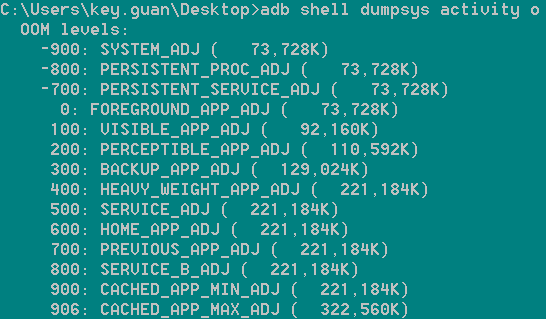 C:\Users\key.guan\Desktop>adb shell dumpsys activity o
OOM levels:
-900: SYSTEM_ADJ (   73,728K)
-800: PERSISTENT_PROC_ADJ (   73,728K)
-700: PERSISTENT_SERVICE_ADJ (   73,728K)
0: FOREGROUND_APP_ADJ (   73,728K)
100: VISIBLE_APP_ADJ (   92,160K)
200: PERCEPTIBLE_APP_ADJ (  110,592K)
300: BACKUP_APP_ADJ (  129,024K)
400: HEAVY_WEIGHT_APP_ADJ (  221,184K)
500: SERVICE_ADJ (  221,184K)
600: HOME_APP_ADJ (  221,184K)
700: PREVIOUS_APP_ADJ (  221,184K)
800: SERVICE_B_ADJ (  221,184K)
900: CACHED_APP_MIN_ADJ (  221,184K)
906: CACHED_APP_MAX_ADJ (  322,560K)